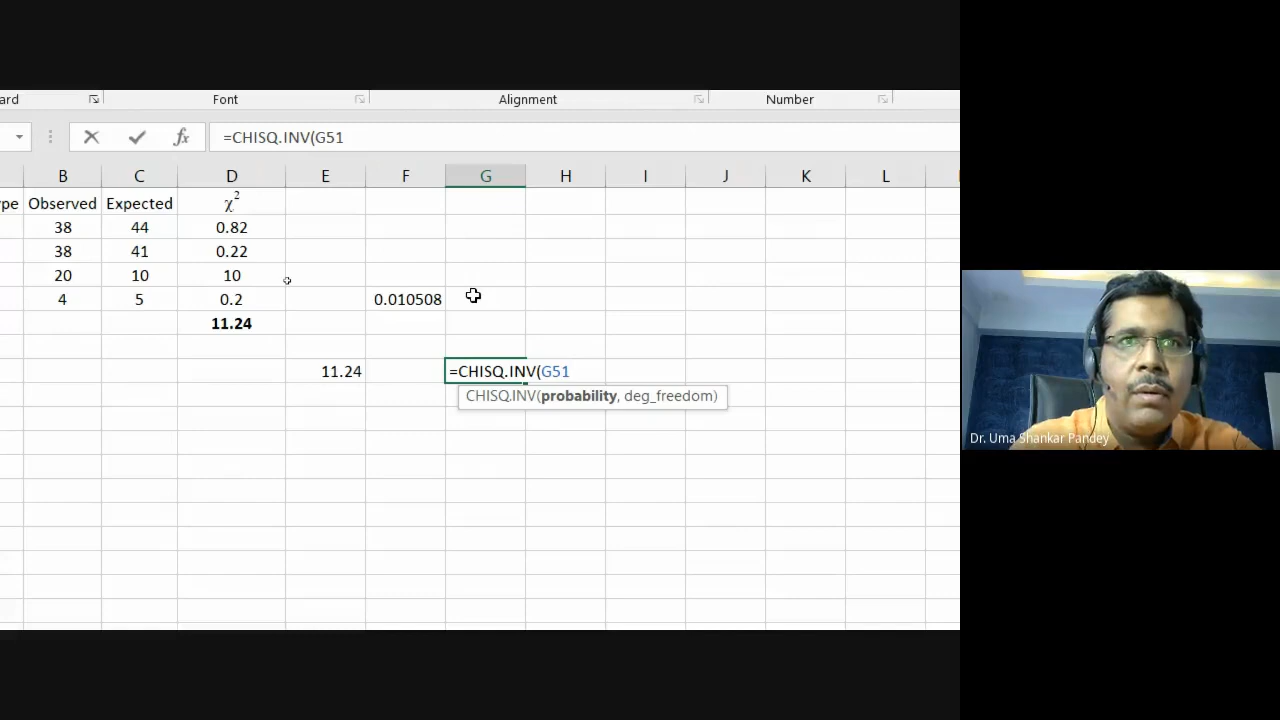 ard Font Alignment Number
=CHISQ.INV(G51
B C D E F G H I J K L
ype Observed Expected χ2
38 44 0.82
38 41 0.22
20 10 10
4 5 0.2 0.010508
11.24
11.24 =CHISQ.INV(G51
CHISQ.INV(probability, deg_freedom)
Dr. Uma Shankar Pandey